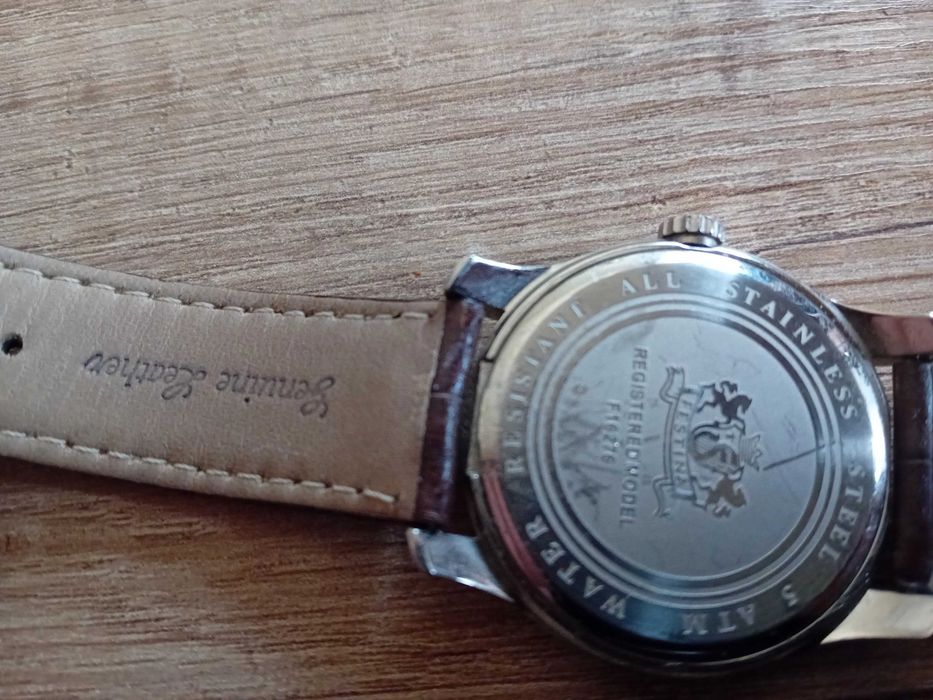 Genuine Leather
WATER RESISTANT ALL STAINLESS STEEL 5 ATM
FESTINA
REGISTERED MODEL
F16276